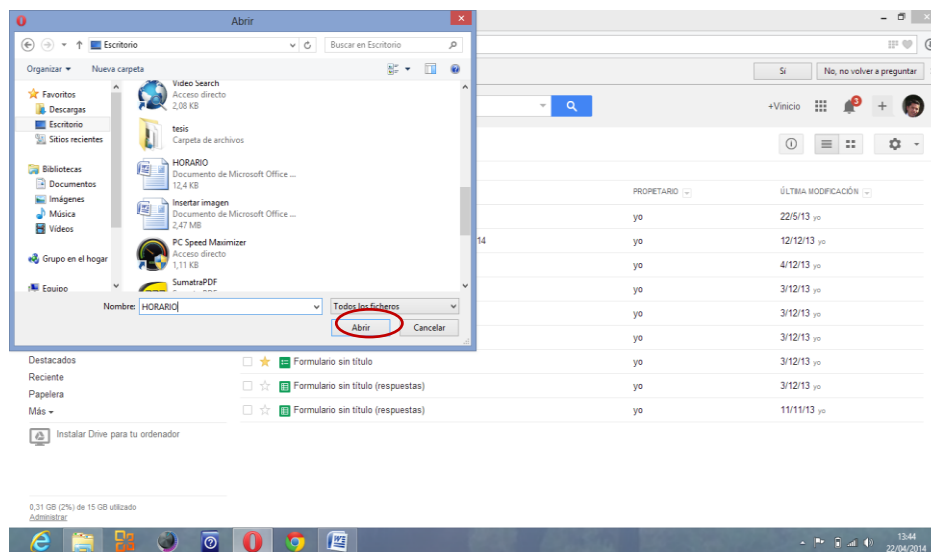 Abrir
Escritorio
Buscar en Escritorio
Organizar
Nueva carpeta
Favoritos
Descargas
Escritorio
Sitios recientes
Bibliotecas
Documentos
Imágenes
Música
Vídeos
Grupo en el hogar
Equipo
Video Search
Acceso directo
2,08 KB
tesis
Carpeta de archivos
HORARIO
Documento de Microsoft Office ...
12,4 KB
Insertar imagen
Documento de Microsoft Office ...
2,47 MB
PC Speed Maximizer
Acceso directo
1,11 KB
SumatraPDF
Nombre: HORARIO
Todos los ficheros
Abrir
Cancelar
Sí
No, no volver a preguntar
+Vinicio
3
PROPIETARIO
ÚLTIMA MODIFICACIÓN
yo
22/5/13 yo
14
yo
12/12/13 yo
yo
4/12/13 yo
yo
3/12/13 yo
yo
3/12/13 yo
yo
3/12/13 yo
Formulario sin título
yo
3/12/13 yo
Formulario sin título (respuestas)
yo
3/12/13 yo
Formulario sin título (respuestas)
yo
11/11/13 yo
Destacados
Reciente
Papelera
Más
Instalar Drive para tu ordenador
0,31 GB (2%) de 15 GB utilizado
Administrar
13:44
22/04/2014